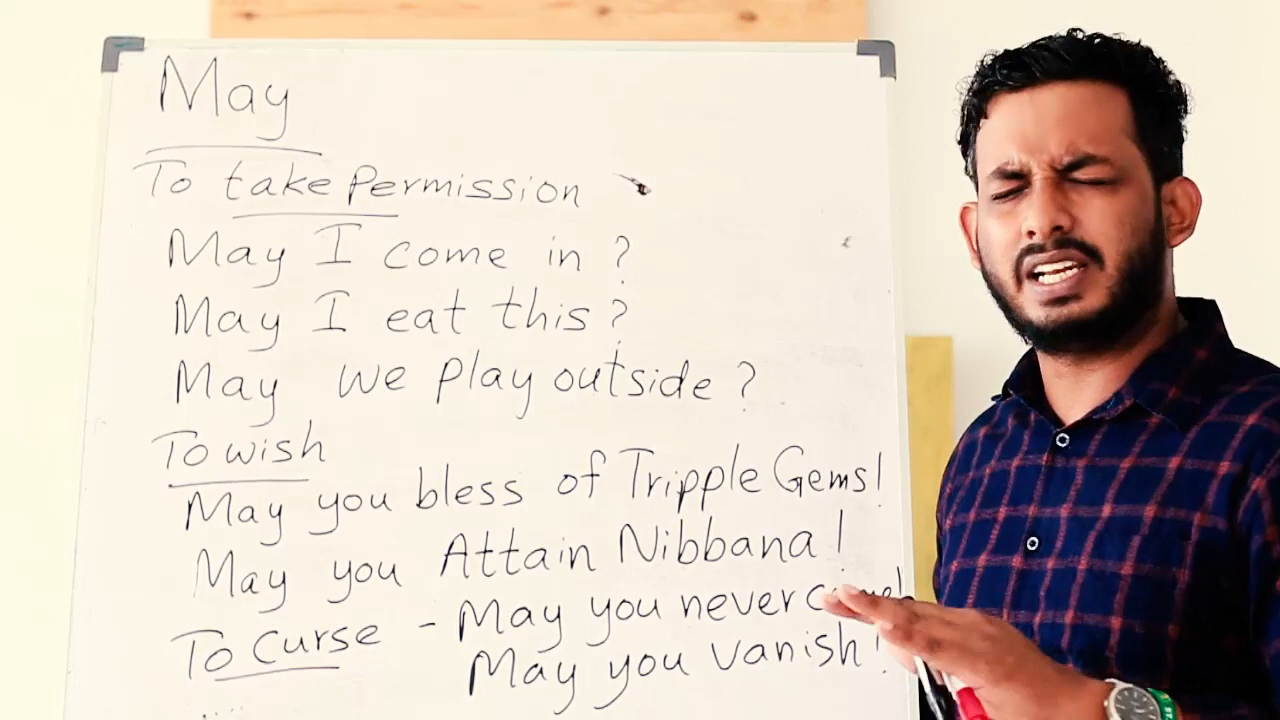 May
To take Permission
May I come in ?
May I eat this ?
May we play outside ?
To wish
May you bless of Tripple Gems!
May you Attain Nibbana !
To Curse - May you never
May you vanish !